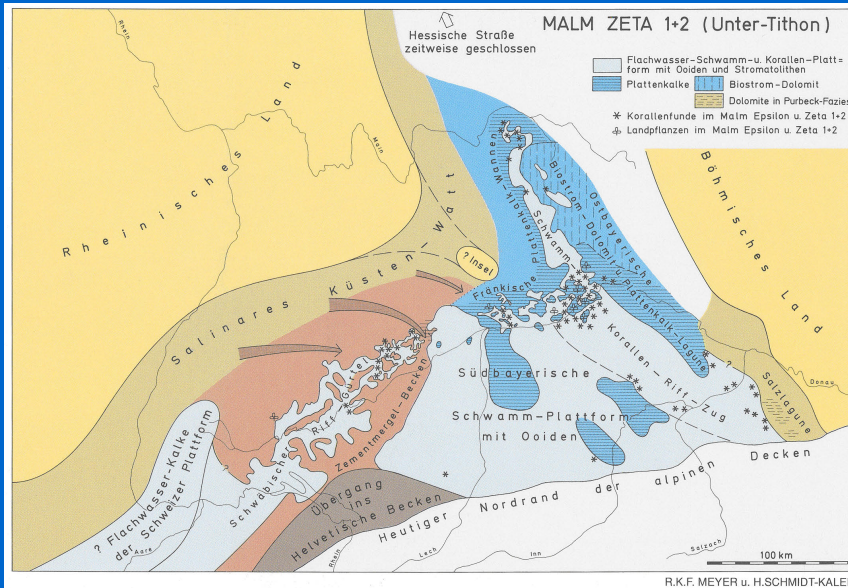 MALM ZETA 1+2 (Unter-Tithon)
Hessische Straße
zeitweise geschlossen
Flachwasser-Schwamm-u. Korallen-Platt=
form mit Ooiden und Stromatolithen
Plattenkalke
Biostrom-Dolomit
Dolomite in Purbeck-Fazies
Korallenfunde im Malm Epsilon u. Zeta 1+2
Landpflanzen im Malm Epsilon u. Zeta 1+2
Rhein
Main
Rheinisches Land
Böhmisches Land
Salinares Küsten-Watt
? Insel
Fränkische Plattenkalk-Wannen
Schwamm
Korallen-Riff-Zug
Ostbayerische
Biostrom-Dolomit u. Plattenkalk-Lagune
?
Donau
Salzlagune
Südbayerische
Schwamm-Plattform
mit Ooiden
Schwäbischer Riff-Gürtel
Zementmergel-Becken
?
? Flachwasser-Kalke
der Schweizer Plattform
Aare
Übergang
ins
Helvetische Becken
Heutiger Nordrand der alpinen Decken
Rhein
Lech
Inn
Salzach
100 km
R.K.F. MEYER u. H.SCHMIDT-KALE